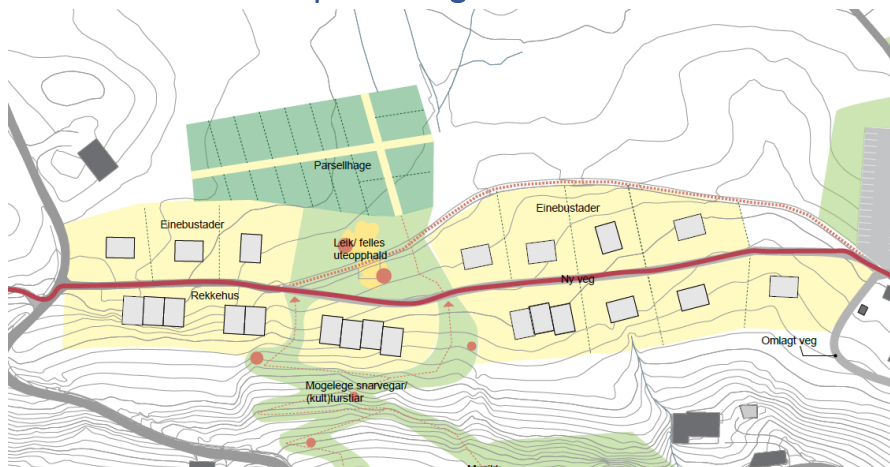 Parsellhage
Einebustader
Einebustader
Leik/ felles
uteopphald
Ny veg
Rekkehus
Omlagt veg
Mogelege snarvegar/
(kult)turstiar